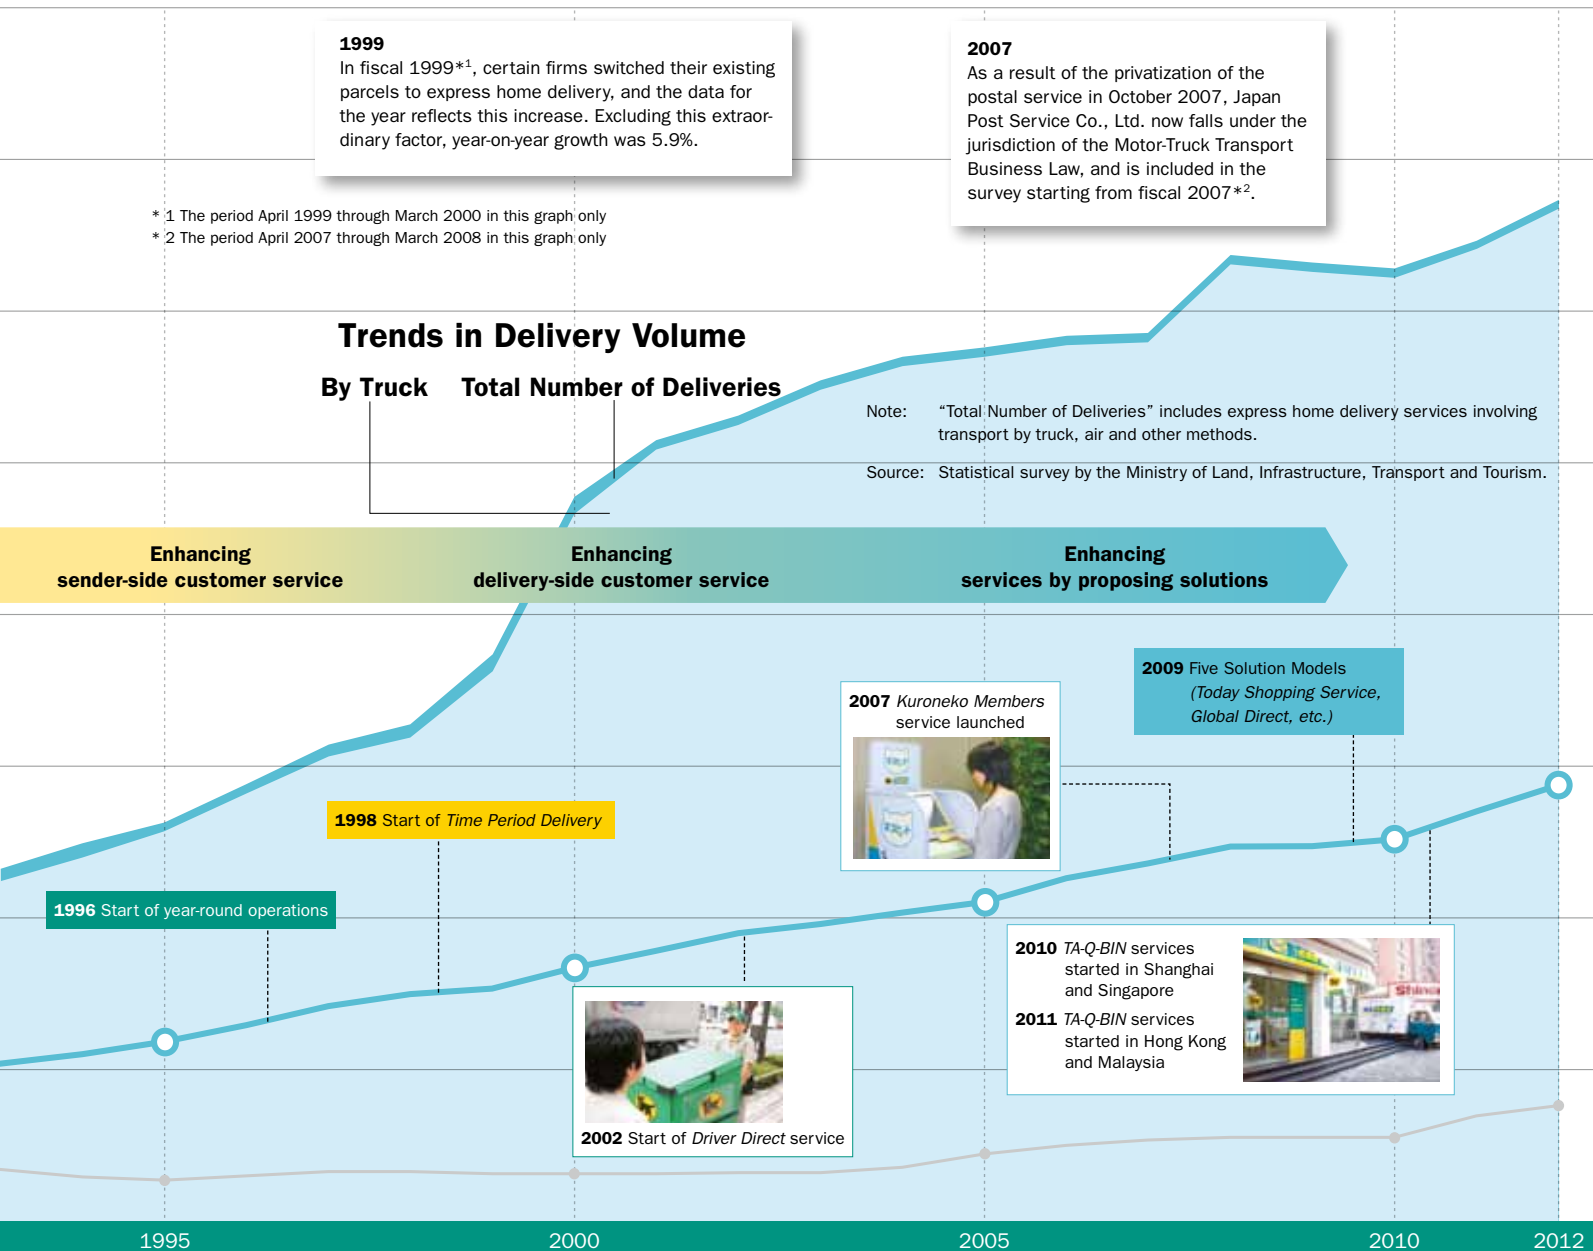 1999
In fiscal 1999*1, certain firms switched their existing
parcels to express home delivery, and the data for
the year reflects this increase. Excluding this extraor-
dinary factor, year-on-year growth was 5.9%.
2007
As a result of the privatization of the
postal service in October 2007, Japan
Post Service Co., Ltd. now falls under the
jurisdiction of the Motor-Truck Transport
Business Law, and is included in the
survey starting from fiscal 2007*2.
* 1 The period April 1999 through March 2000 in this graph only
* 2 The period April 2007 through March 2008 in this graph only
Trends in Delivery Volume
By Truck Total Number of Deliveries
Note: “Total Number of Deliveries” includes express home delivery services involving
transport by truck, air and other methods.
Source: Statistical survey by the Ministry of Land, Infrastructure, Transport and Tourism.
Enhancing
sender-side customer service
Enhancing
delivery-side customer service
Enhancing
services by proposing solutions
2009 Five Solution Models
(Today Shopping Service,
Global Direct, etc.)
2007 Kuroneko Members
service launched
1998 Start of Time Period Delivery
1996 Start of year-round operations
2010 TA-Q-BIN services
started in Shanghai
and Singapore
2011 TA-Q-BIN services
started in Hong Kong
and Malaysia
2002 Start of Driver Direct service
1995 2000 2005 2010 2012